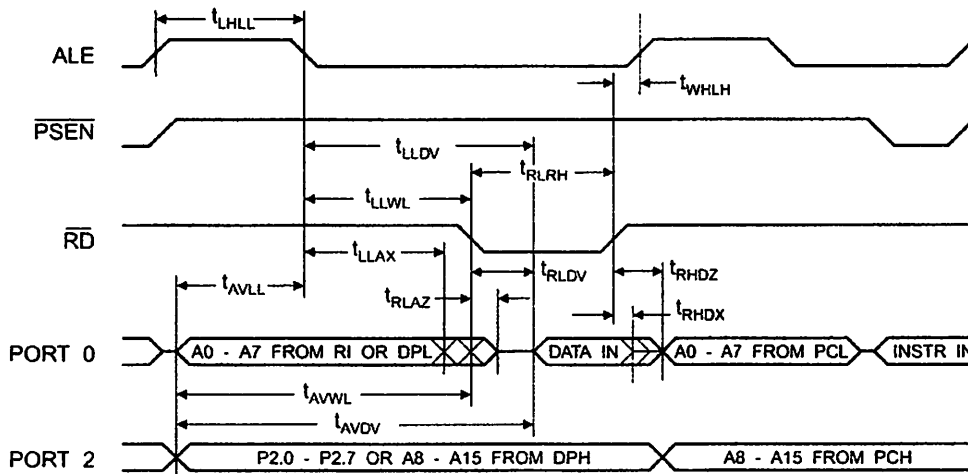 tLHLL
ALE
tWHLH
PSEN
tLLDV
tRLRH
tLLWL
RD
tLLAX
tRLDV
tRHDZ
tAVLL
tRLAZ
tRHDX
PORT 0
A0 - A7 FROM RI OR DPL
DATA IN
A0 - A7 FROM PCL
INSTR IN
tAVWL
tAVDV
PORT 2
P2.0 - P2.7 OR A8 - A15 FROM DPH
A8 - A15 FROM PCH